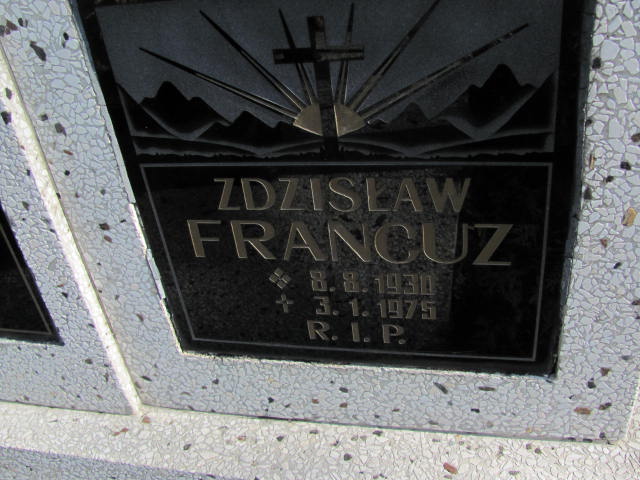 ZDZISŁAW
FRANCUZ
8. 8. 1930
3. 1. 1975
R. I. P.